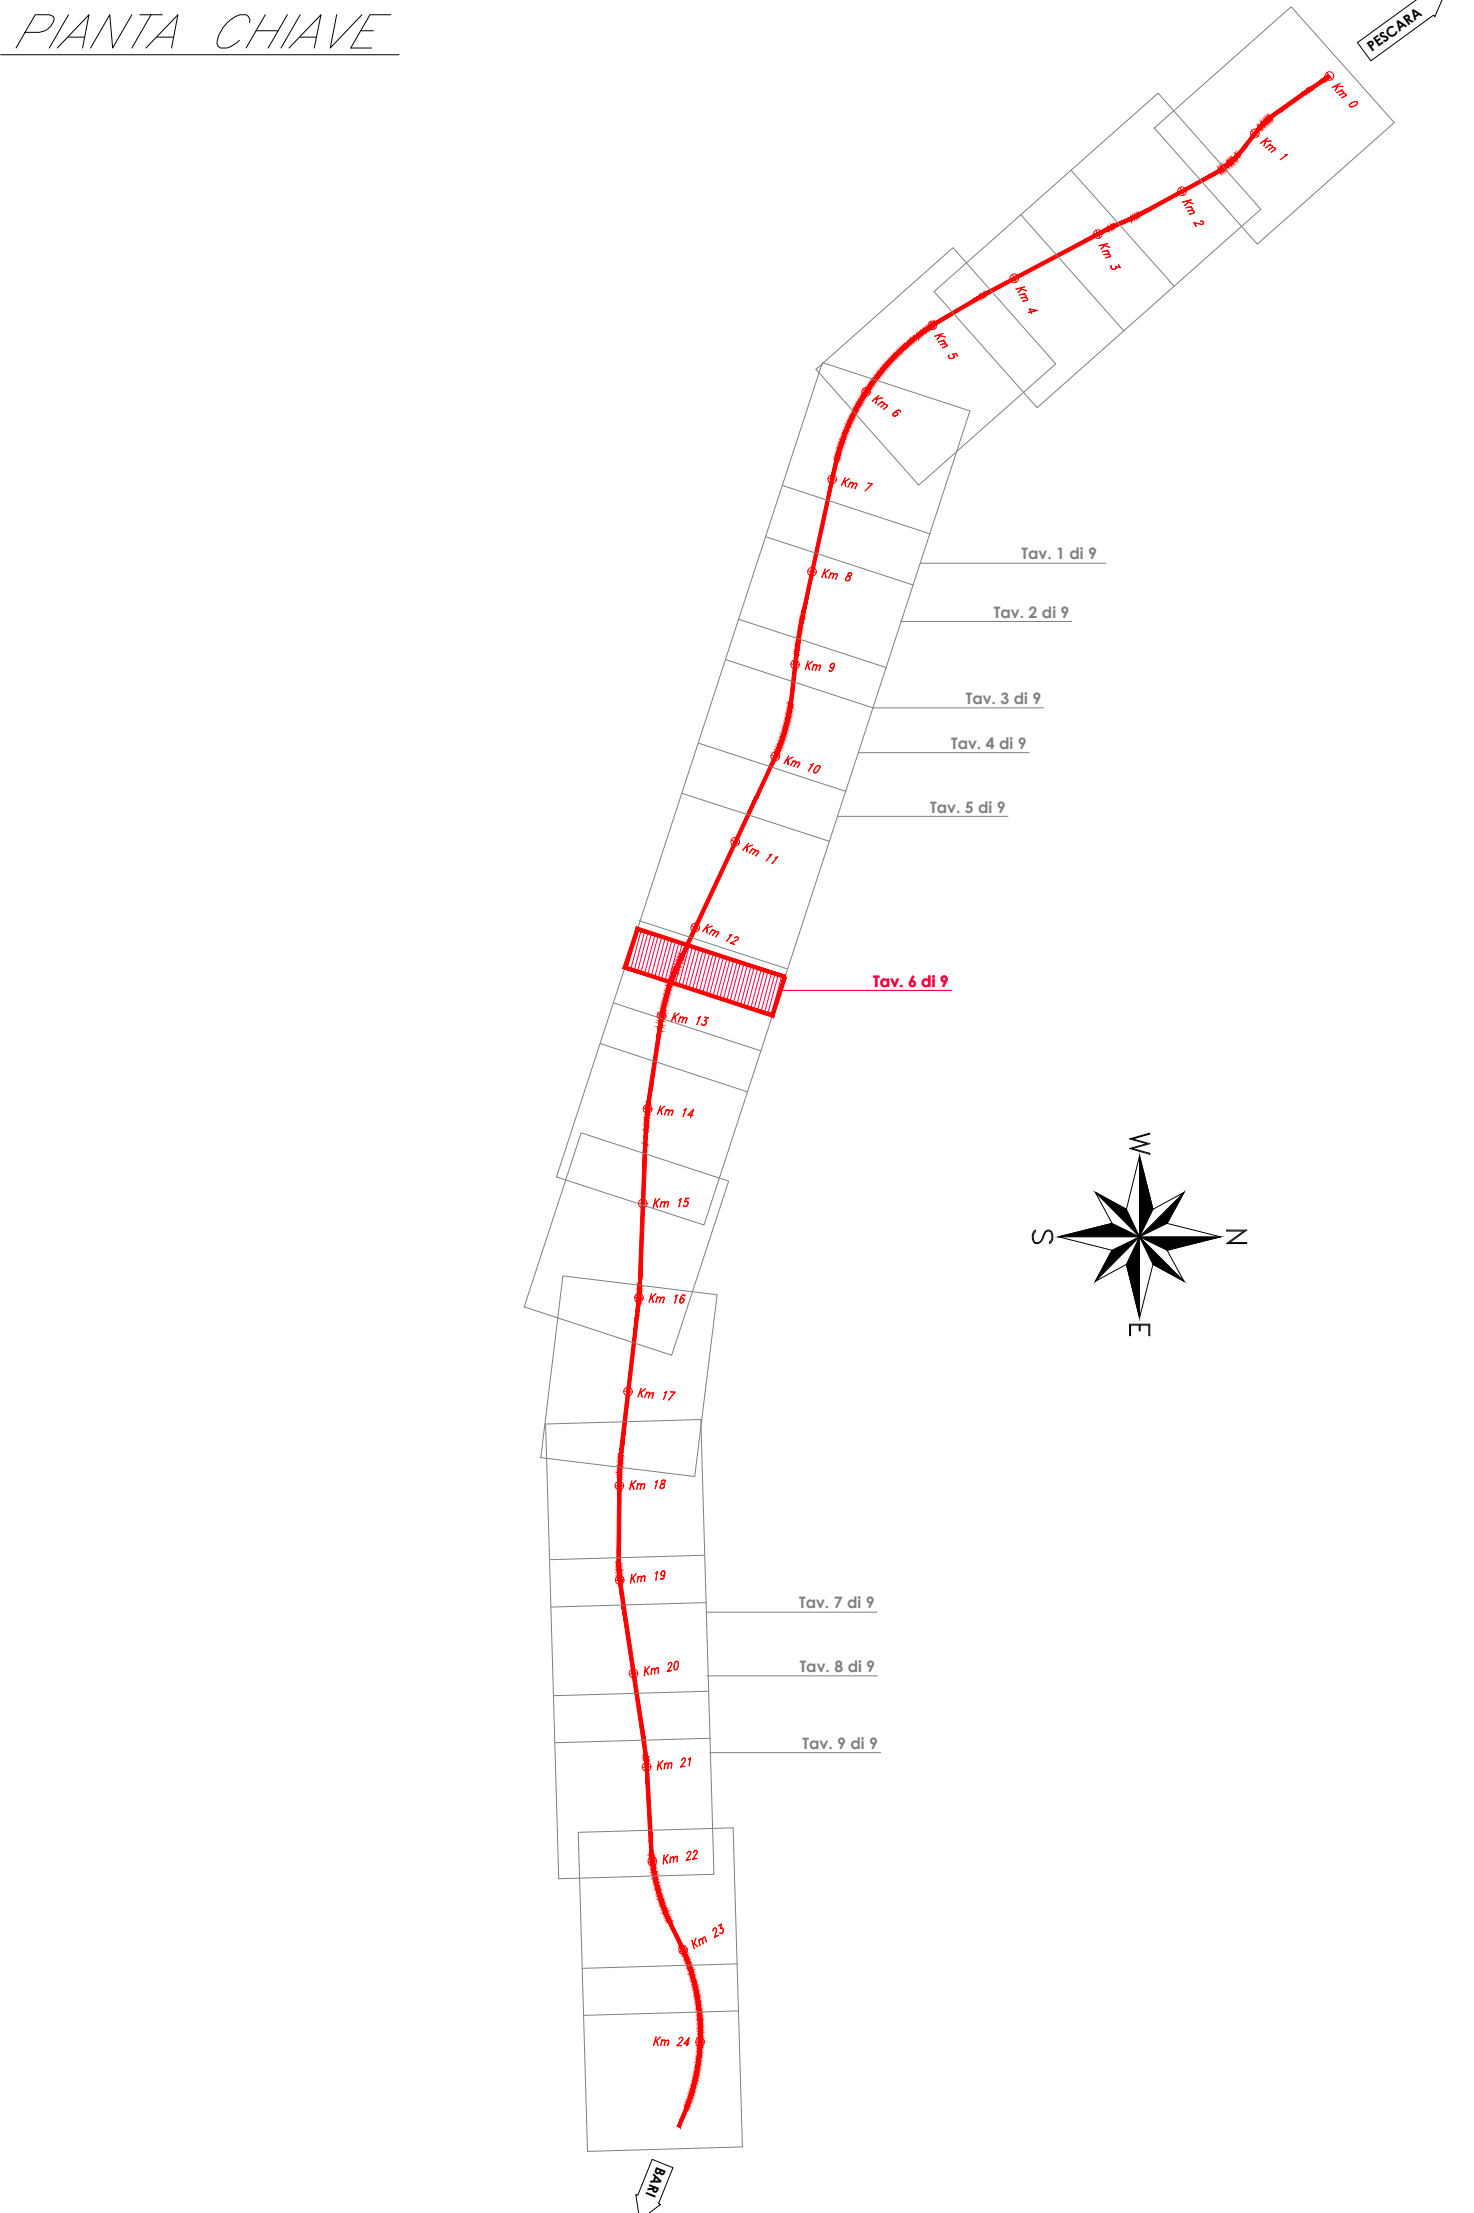 PIANTA CHIAVE
PESCARA
Km 0
Km 1
Km 2
Km 3
Km 4
Km 5
Km 6
Km 7
Tav. 1 di 9
Km 8
Tav. 2 di 9
Km 9
Tav. 3 di 9
Tav. 4 di 9
Km 10
Tav. 5 di 9
Km 11
Km 12
Tav. 6 di 9
Km 13
Km 14
W
Km 15
S
N
Km 16
E
Km 17
Km 18
Km 19
Tav. 7 di 9
Km 20
Tav. 8 di 9
Tav. 9 di 9
Km 21
Km 22
Km 23
Km 24
BARI